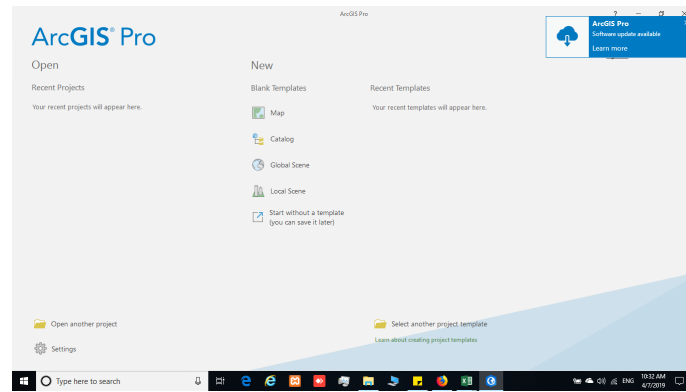 ArcGIS Pro
ArcGIS Pro
Software update available
Learn more
ArcGIS® Pro
Open
New
Recent Projects
Blank Templates
Recent Templates
Your recent projects will appear here.
Your recent templates will appear here.
Map
Catalog
Global Scene
Local Scene
Start without a template
(you can save it later)
Open another project
Select another project template
Learn about creating project templates
Settings
Type here to search
ENG
10:32 AM
4/7/2019